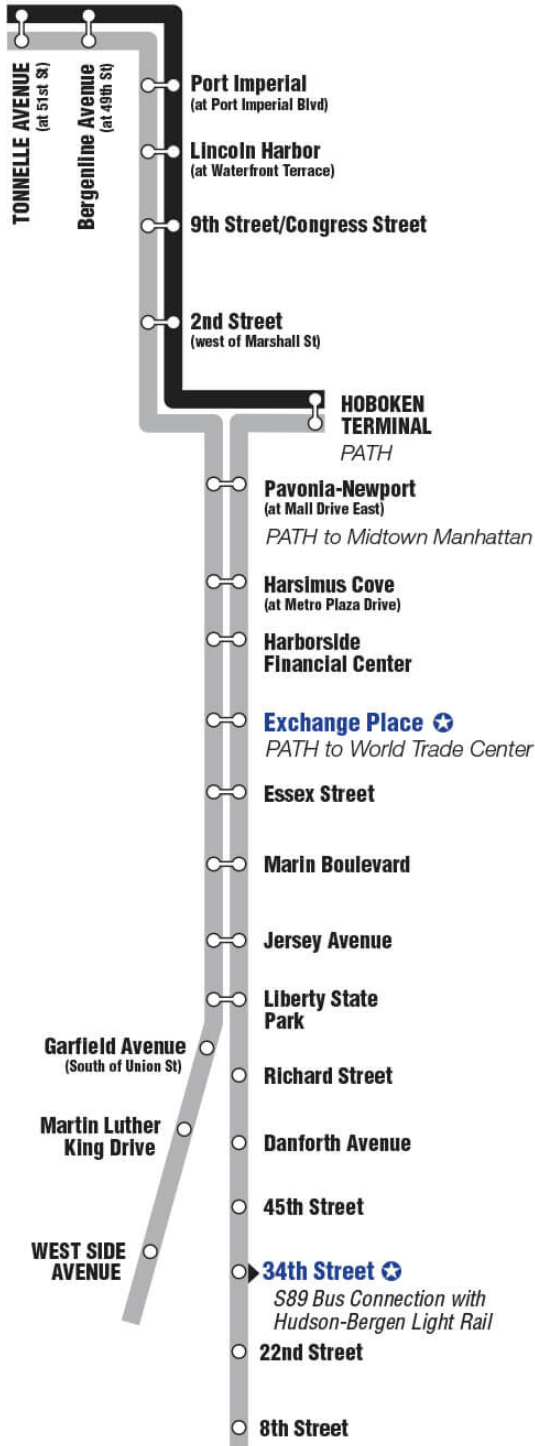 TONNELLE AVENUE
(at 51st St)
Bergenline Avenue
(at 49th St)
Port Imperial
(at Port Imperial Blvd)
Lincoln Harbor
(at Waterfront Terrace)
9th Street/Congress Street
2nd Street
(west of Marshall St)
HOBOKEN
TERMINAL
PATH
Pavonia-Newport
(at Mall Drive East)
PATH to Midtown Manhattan
Harsimus Cove
(at Metro Plaza Drive)
Harborside
Financial Center
Exchange Place
PATH to World Trade Center
Essex Street
Marin Boulevard
Jersey Avenue
Liberty State
Park
Garfield Avenue
(South of Union St)
Richard Street
Martin Luther
King Drive
Danforth Avenue
45th Street
WEST SIDE
AVENUE
34th Street
S89 Bus Connection with
Hudson-Bergen Light Rail
22nd Street
8th Street